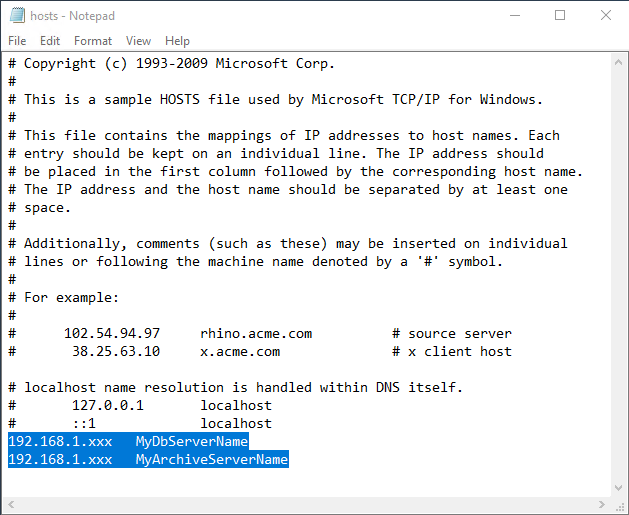 hosts - Notepad
File Edit Format View Help
# Copyright (c) 1993-2009 Microsoft Corp.
#
# This is a sample HOSTS file used by Microsoft TCP/IP for Windows.
#
# This file contains the mappings of IP addresses to host names. Each
# entry should be kept on an individual line. The IP address should
# be placed in the first column followed by the corresponding host name.
# The IP address and the host name should be separated by at least one
# space.
#
# Additionally, comments (such as these) may be inserted on individual
# lines or following the machine name denoted by a '#' symbol.
#
# For example:
#
#      102.54.94.97     rhino.acme.com          # source server
#       38.25.63.10     x.acme.com              # x client host

# localhost name resolution is handled within DNS itself.
#       127.0.0.1       localhost
#       ::1             localhost
192.168.1.xxx   MyDbServerName
192.168.1.xxx   MyArchiveServerName